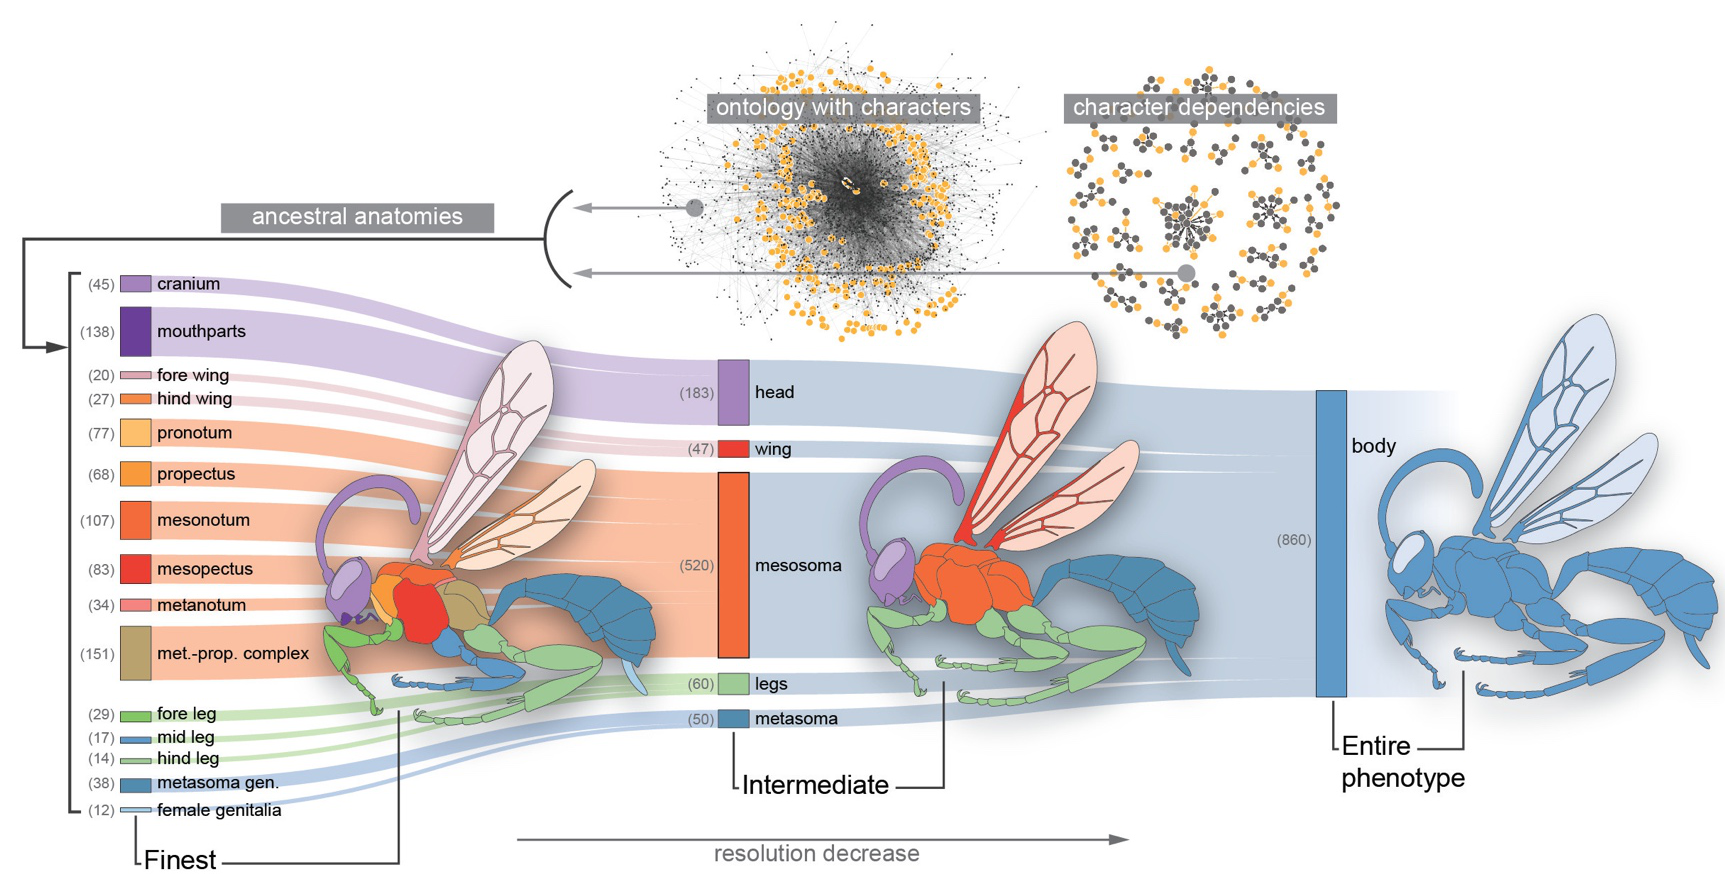 ontology with characters
character dependencies
ancestral anatomies
(45) cranium
(138) mouthparts
(20) fore wing
(27) hind wing
(77) pronotum
(68) propectus
(107) mesonotum
(83) mesopectus
(34) metanotum
(151) met.-prop. complex
(29) fore leg
(17) mid leg
(14) hind leg
(38) metasoma gen.
(12) female genitalia
Finest
(183) head
(47) wing
(520) mesosoma
(60) legs
(50) metasoma
Intermediate
body
(860)
Entire
phenotype
resolution decrease